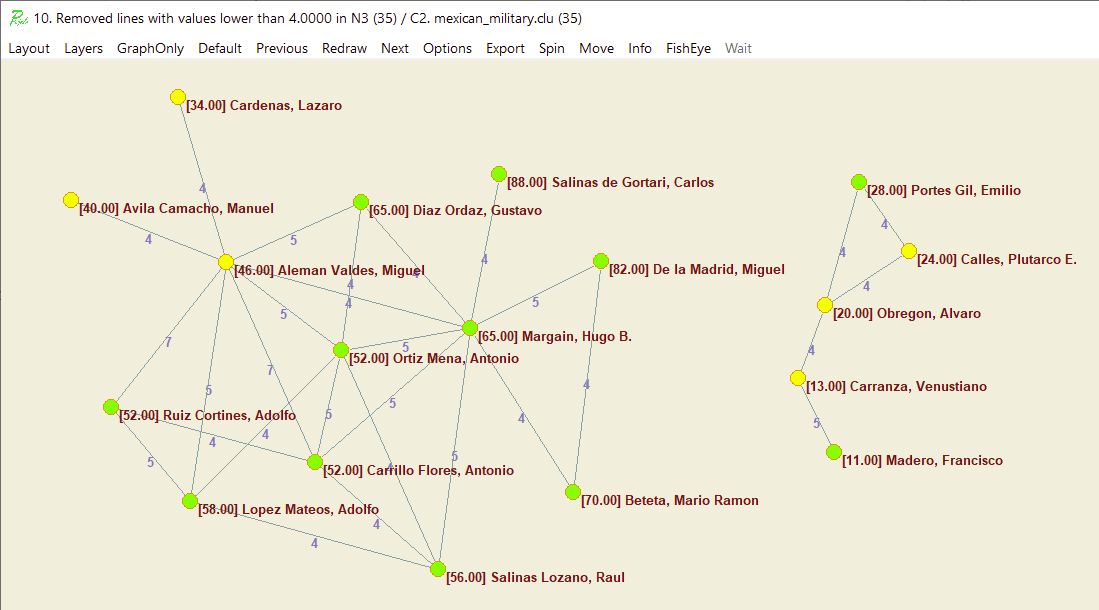 10. Removed lines with values lower than 4.0000 in N3 (35) / C2. mexican_military.clu (35)
Layout Layers GraphOnly Default Previous Redraw Next Options Export Spin Move Info FishEye Wait
[34.00] Cardenas, Lazaro
[88.00] Salinas de Gortari, Carlos
4
[28.00] Portes Gil, Emilio
[40.00] Avila Camacho, Manuel
[65.00] Diaz Ordaz, Gustavo
4
4
5
4
4
[24.00] Calles, Plutarco E.
[46.00] Aleman Valdes, Miguel
4
[82.00] De la Madrid, Miguel
4
4
4
5
5
[20.00] Obregon, Alvaro
[65.00] Margain, Hugo B.
7
5
4
[52.00] Ortiz Mena, Antonio
7
4
[13.00] Carranza, Venustiano
5
5
[52.00] Ruiz Cortines, Adolfo
5
4
5
4
4
5
5
4
[11.00] Madero, Francisco
[52.00] Carrillo Flores, Antonio
[58.00] Lopez Mateos, Adolfo
[70.00] Beteta, Mario Ramon
4
4
[56.00] Salinas Lozano, Raul